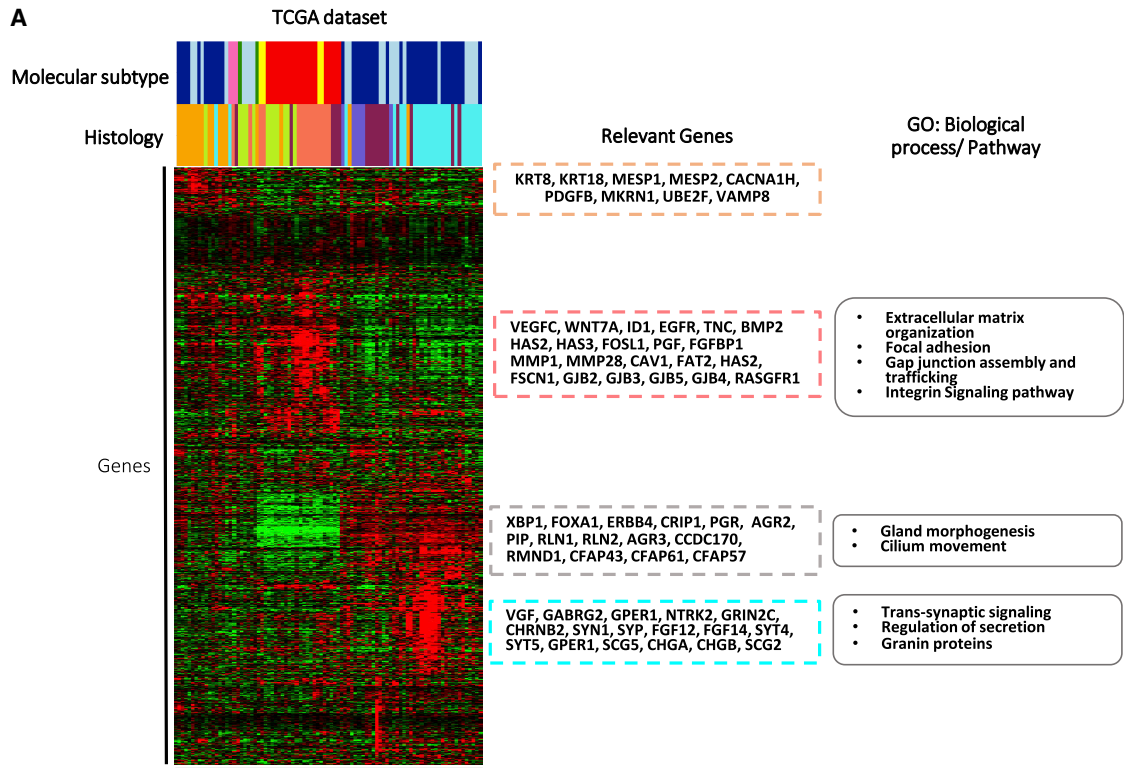 A
TCGA dataset
Molecular subtype
Histology
Relevant Genes
GO: Biological
process/ Pathway
KRT8, KRT18, MESP1, MESP2, CACNA1H,
PDGFB, MKRN1, UBE2F, VAMP8
VEGFC, WNT7A, ID1, EGFR, TNC, BMP2
HAS2, HAS3, FOSL1, PGF, FGFBP1
MMP1, MMP28, CAV1, FAT2, HAS2,
FSCN1, GJB2, GJB3, GJB5, GJB4, RASGFR1
• Extracellular matrix
organization
• Focal adhesion
• Gap junction assembly and
trafficking
• Integrin Signaling pathway
Genes
XBP1, FOXA1, ERBB4, CRIP1, PGR, AGR2,
PIP, RLN1, RLN2, AGR3, CCDC170,
RMND1, CFAP43, CFAP61, CFAP57
• Gland morphogenesis
• Cilium movement
VGF, GABRG2, GPER1, NTRK2, GRIN2C,
CHRNB2, SYN1, SYP, FGF12, FGF14, SYT4,
SYT5, GPER1, SCG5, CHGA, CHGB, SCG2
• Trans-synaptic signaling
• Regulation of secretion
• Granin proteins